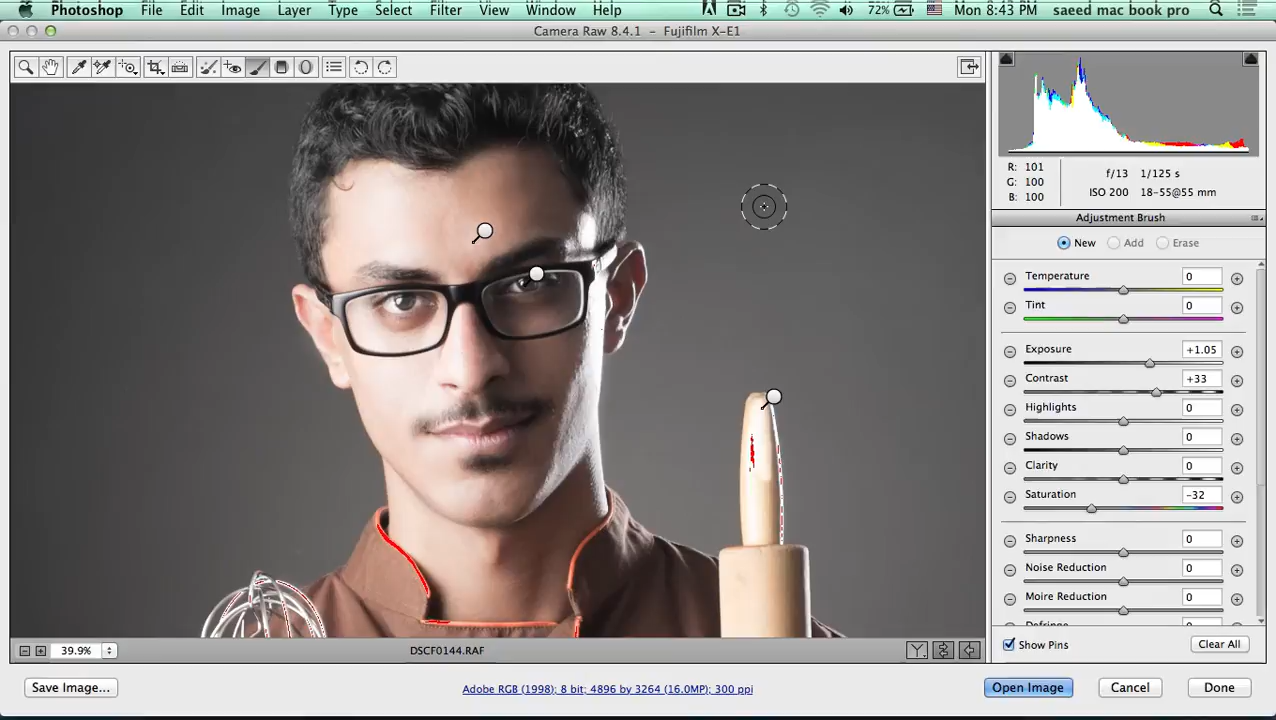 Photoshop File Edit Image Layer Type Select Filter View Window Help 72% Mon 8:43 PM saeed mac book pro
Camera Raw 8.4.1 - Fujifilm X-E1
R: 101
G: 100
B: 100
f/13 1/125 s
ISO 200 18-55@55 mm
Adjustment Brush
New Add Erase
Temperature 0
Tint 0
Exposure +1.05
Contrast +33
Highlights 0
Shadows 0
Clarity 0
Saturation -32
Sharpness 0
Noise Reduction 0
Moire Reduction 0
Defringe
39.9% DSCF0144.RAF Y
Show Pins Clear All
Save Image... Adobe RGB (1998); 8 bit; 4896 by 3264 (16.0MP); 300 ppi Open Image Cancel Done